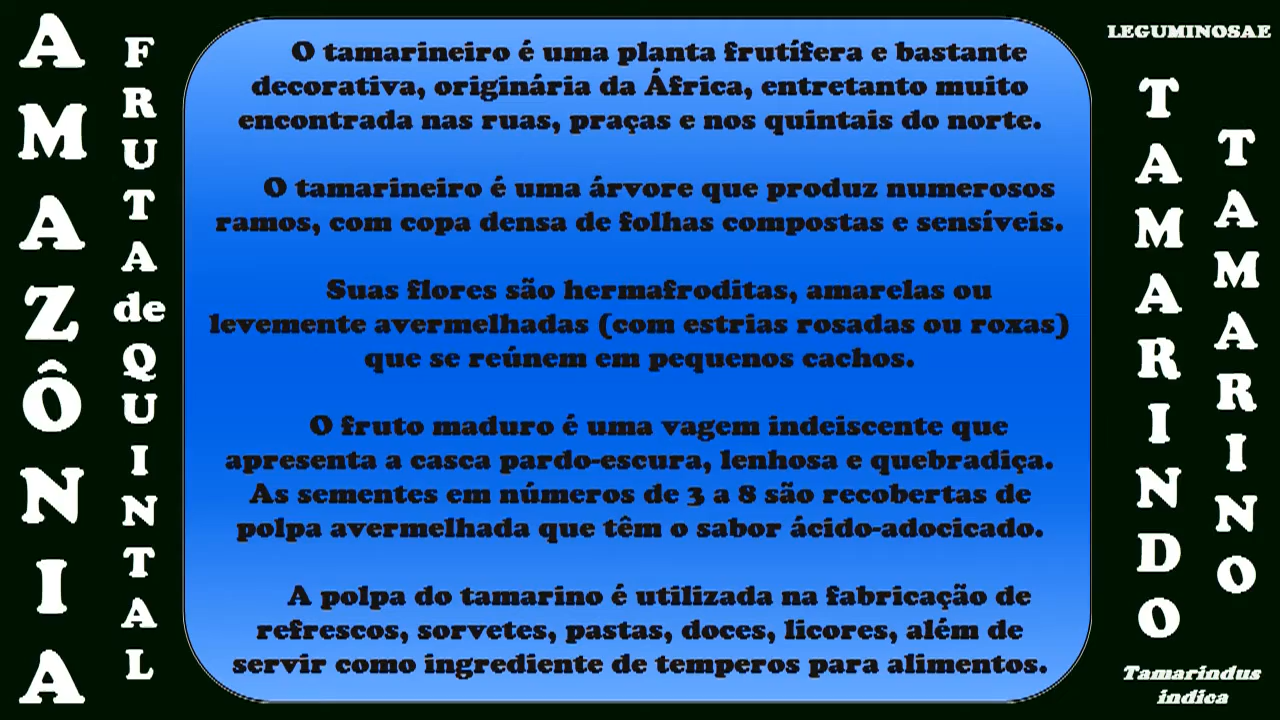 AMAZÔNIA
FRUTA de QUINTAL
O tamarineiro é uma planta frutífera e bastante
decorativa, originária da África, entretanto muito
encontrada nas ruas, praças e nos quintais do norte.
O tamarineiro é uma árvore que produz numerosos
ramos, com copa densa de folhas compostas e sensíveis.
Suas flores são hermafroditas, amarelas ou
levemente avermelhadas (com estrias rosadas ou roxas)
que se reúnem em pequenos cachos.
O fruto maduro é uma vagem indeiscente que
apresenta a casca pardo-escura, lenhosa e quebradiça.
As sementes em números de 3 a 8 são recobertas de
polpa avermelhada que têm o sabor ácido-adocicado.
A polpa do tamarino é utilizada na fabricação de
refrescos, sorvetes, pastas, doces, licores, além de
servir como ingrediente de temperos para alimentos.
LEGUMINOSAE
TAMARINDO
TAMARINO
Tamarindus
indica